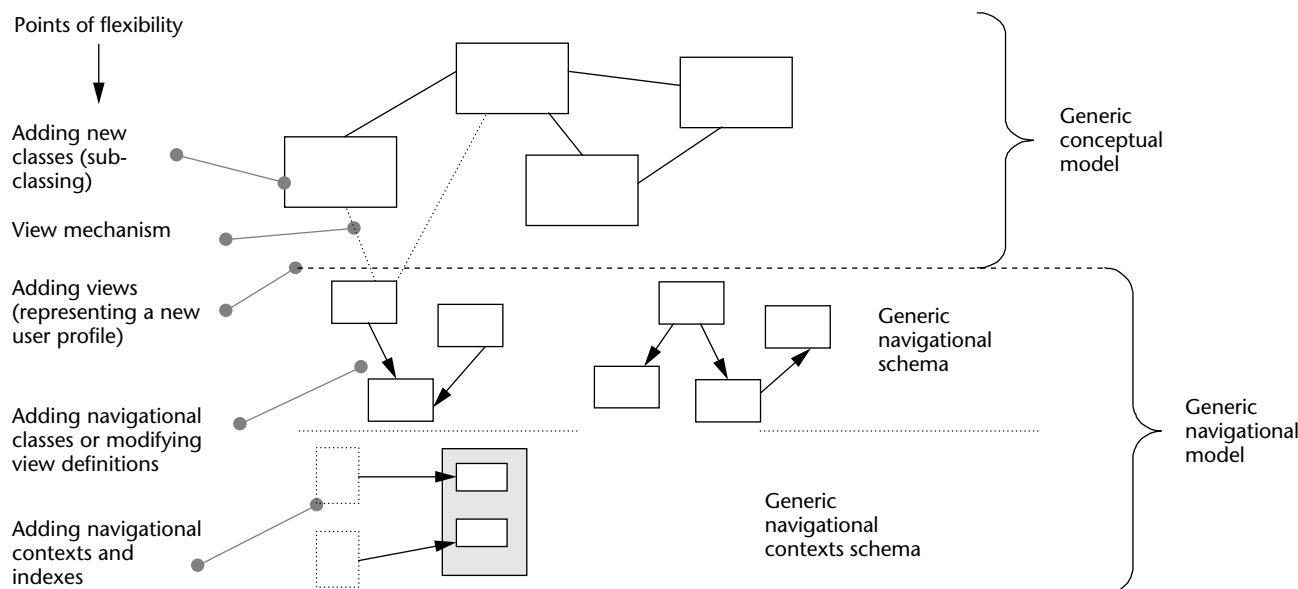 Points of flexibility
Adding new
classes (sub-
classing)
View mechanism
Adding views
(representing a new
user profile)
Adding navigational
classes or modifying
view definitions
Adding navigational
contexts and
indexes
Generic
conceptual
model
Generic
navigational
schema
Generic
navigational
model
Generic
navigational
contexts schema